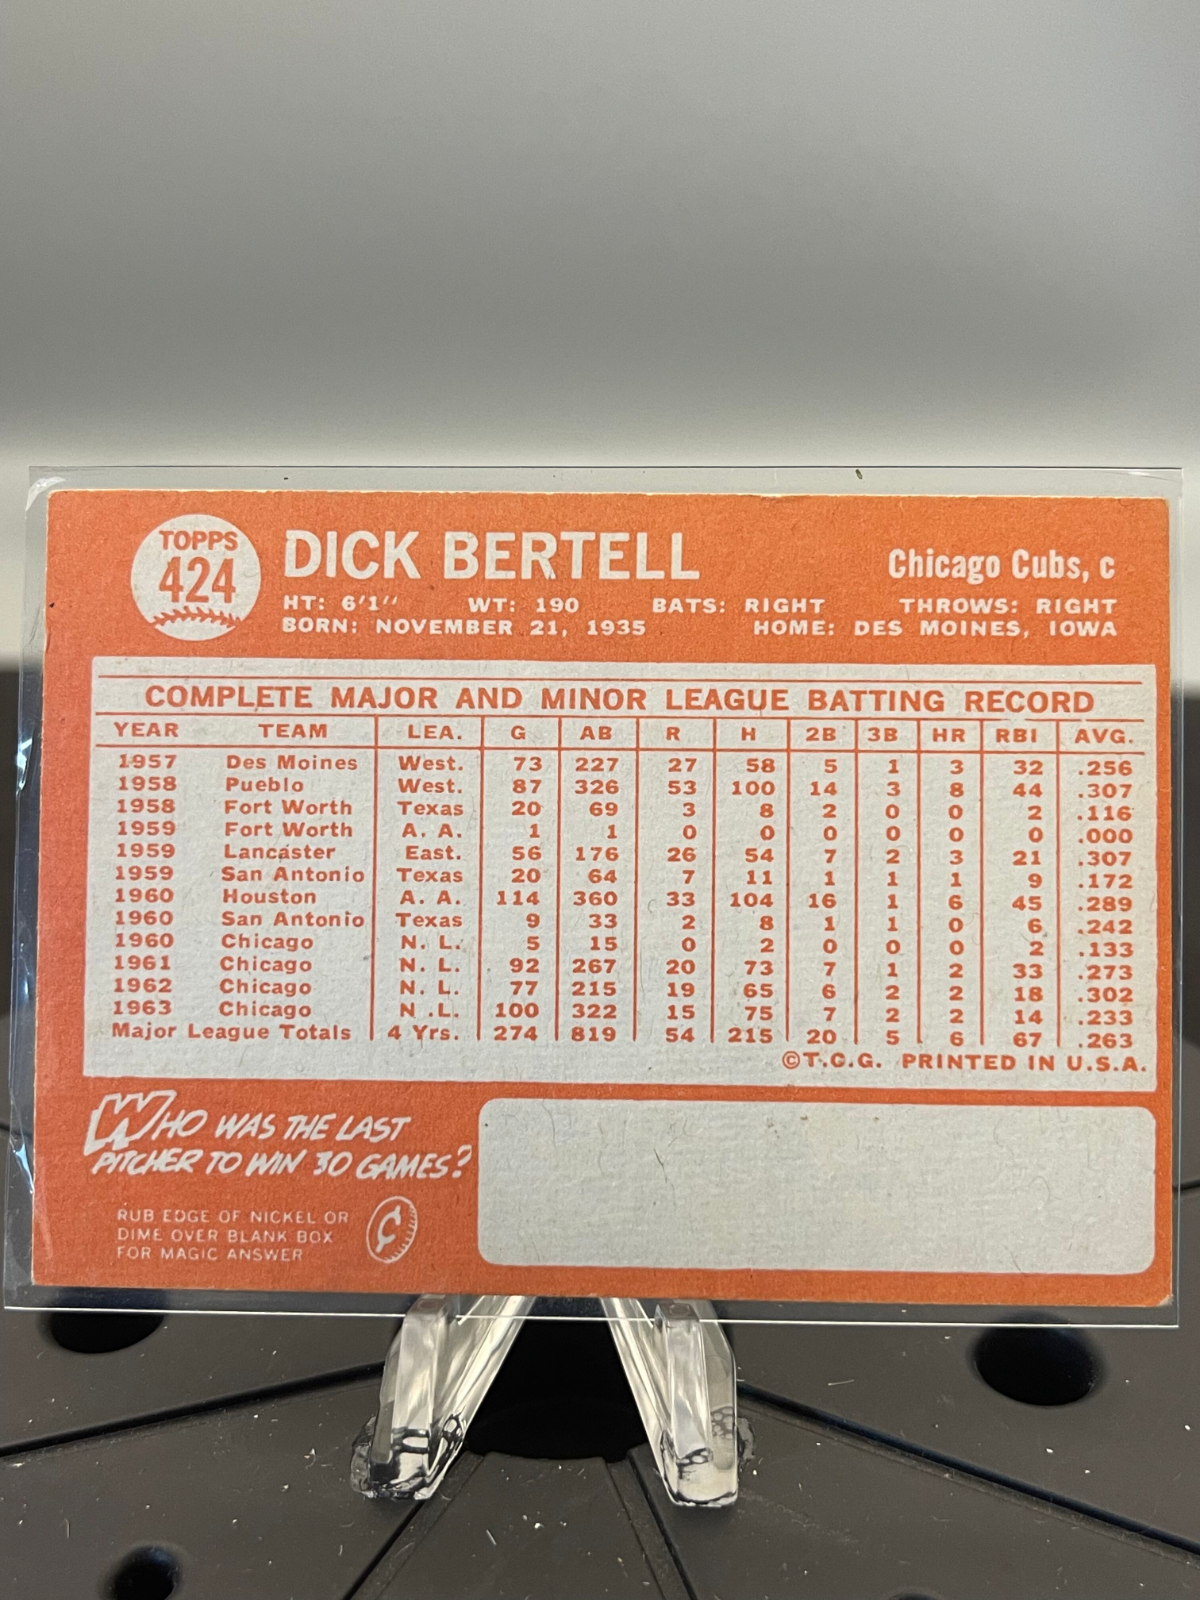 TOPPS
424
DICK BERTELL
Chicago Cubs, c
HT: 6'1" WT: 190 BATS: RIGHT THROWS: RIGHT
BORN: NOVEMBER 21, 1935 HOME: DES MOINES, IOWA
COMPLETE MAJOR AND MINOR LEAGUE BATTING RECORD
YEAR TEAM LEA. G AB R H 2B 3B HR RBI AVG.
1957 Des Moines West. 73 227 27 58 5 1 3 32 .256
1958 Pueblo West. 87 326 53 100 14 3 8 44 .307
1958 Fort Worth Texas 20 69 3 8 2 0 0 2 .116
1959 Fort Worth A. A. 1 1 0 0 0 0 0 0 .000
1959 Lancaster East. 56 176 26 54 7 2 3 21 .307
1959 San Antonio Texas 20 64 7 11 1 1 1 9 .172
1960 Houston A. A. 114 360 33 104 16 1 6 45 .289
1960 San Antonio Texas 9 33 2 8 1 1 0 6 .242
1960 Chicago N. L. 5 15 0 2 0 0 0 2 .133
1961 Chicago N. L. 92 267 20 73 7 1 2 33 .273
1962 Chicago N. L. 77 215 19 65 6 2 2 18 .302
1963 Chicago N .L. 100 322 15 75 7 2 2 14 .233
Major League Totals 4 Yrs. 274 819 54 215 20 5 6 67 .263
©T.C.G. PRINTED IN U.S.A.
WHO WAS THE LAST
PITCHER TO WIN 30 GAMES?
RUB EDGE OF NICKEL OR
DIME OVER BLANK BOX
FOR MAGIC ANSWER
¢